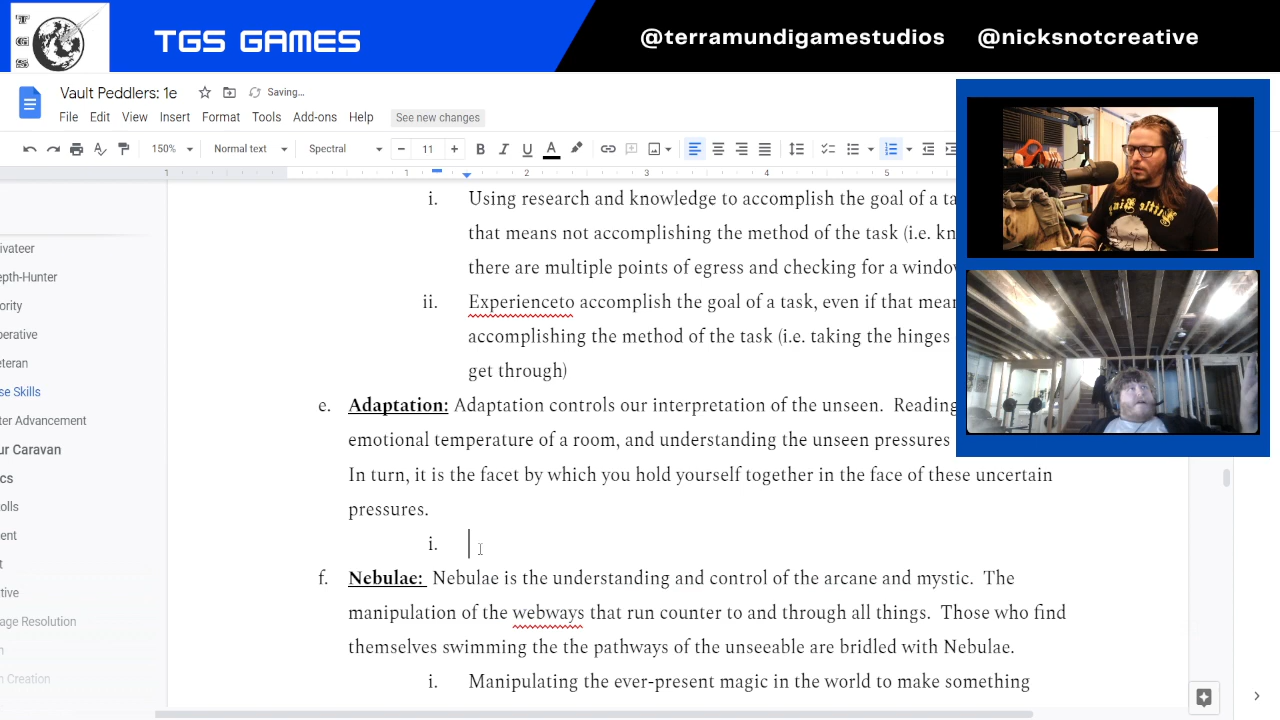 T
G
S
TGS GAMES
@terramundigamestudios @nicksnotcreative
Vault Peddlers: 1e Saving...
File Edit View Insert Format Tools Add-ons Help See new changes
150% Normal text Spectral 11
1 1 2 3 4 5
i. Using research and knowledge to accomplish the goal of a ta
that means not accomplishing the method of the task (i.e. kn
there are multiple points of egress and checking for a window
ii. Experienceto accomplish the goal of a task, even if that mean
accomplishing the method of the task (i.e. taking the hinges
get through)
e. Adaptation: Adaptation controls our interpretation of the unseen. Reading
emotional temperature of a room, and understanding the unseen pressures
In turn, it is the facet by which you hold yourself together in the face of these uncertain
pressures.
i.
f. Nebulae: Nebulae is the understanding and control of the arcane and mystic. The
manipulation of the webways that run counter to and through all things. Those who find
themselves swimming the the pathways of the unseeable are bridled with Nebulae.
i. Manipulating the ever-present magic in the world to make something
ivateer
epth-Hunter
ority
perative
eteran
se Skills
ter Advancement
ur Caravan
cs
olls
ent
t
tive
age Resolution
n
n Creation